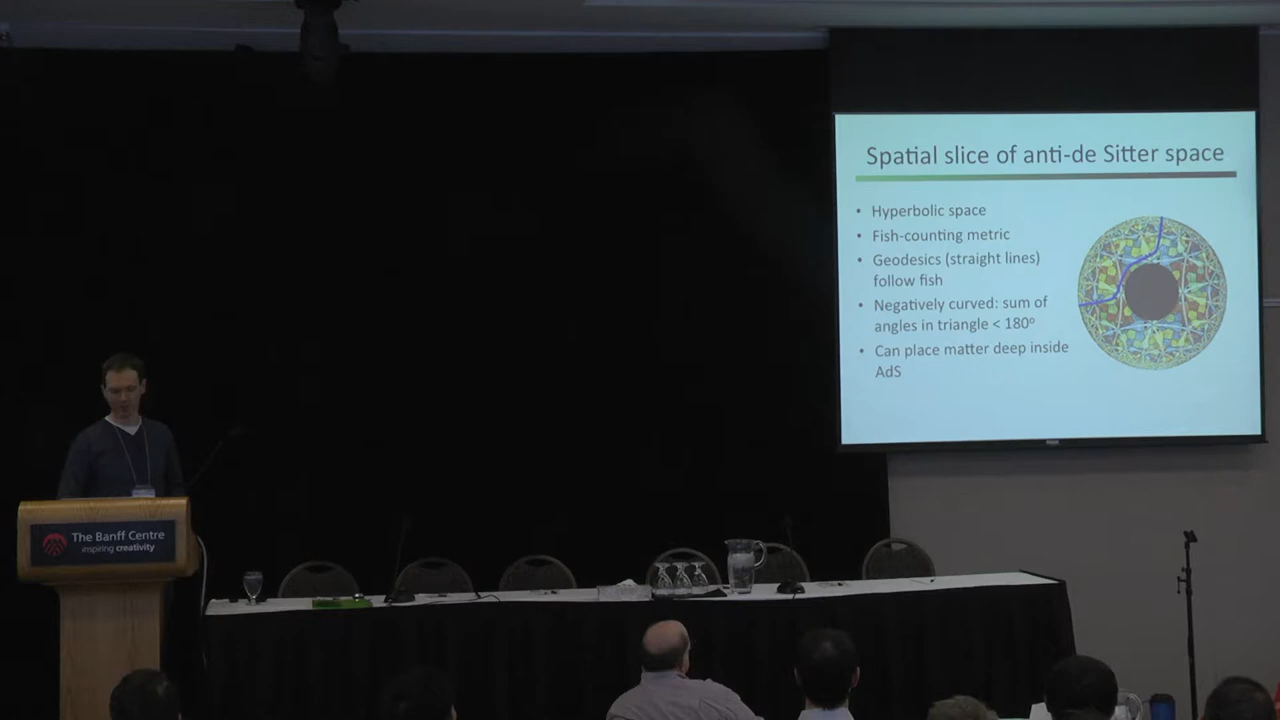 Spatial slice of anti-de Sitter space
• Hyperbolic space
• Fish-counting metric
• Geodesics (straight lines)
follow fish
• Negatively curved: sum of
angles in triangle < 180º
• Can place matter deep inside
AdS
The Banff Centre
inspiring creativity